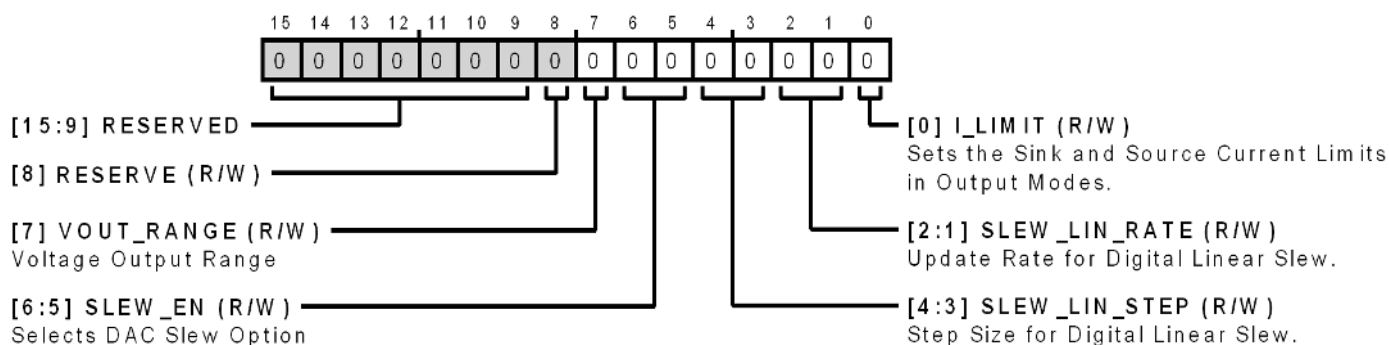 15 14 13 12 11 10 9 8 7 6 5 4 3 2 1 0
0 0 0 0 0 0 0 0 0 0 0 0 0 0 0 0
[15:9] RESERVED
[8] RESERVE (R/W)
[7] VOUT_RANGE (R/W)
Voltage Output Range
[6:5] SLEW_EN (R/W)
Selects DAC Slew Option
[0] I_LIMIT (R/W)
Sets the Sink and Source Current Limits
in Output Modes.
[2:1] SLEW_LIN_RATE (R/W)
Update Rate for Digital Linear Slew.
[4:3] SLEW_LIN_STEP (R/W)
Step Size for Digital Linear Slew.